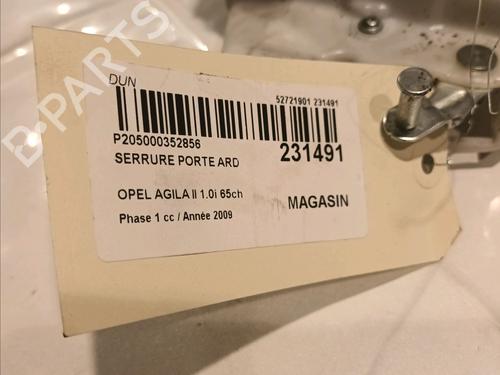 DUN
52721901 231491
P205000352856
SERRURE PORTE ARD
231491
OPEL AGILA II 1.0i 65ch
MAGASIN
Phase 1 cc / Année 2009
B-PARTS